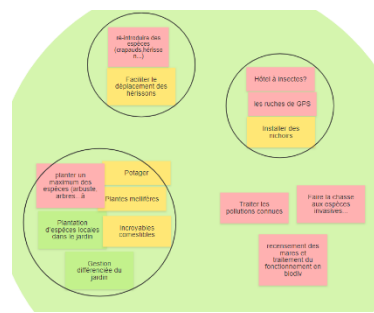 ré-introduire des
espèces
(crapauds,hérisso
n...)
Faciliter le
déplacement des
hérissons
Hôtel à insectes?
les ruches de GPS
Installer des
nichoirs
planter un
maximum des
espèces (arbuste,
arbres.. à
Potager
Plantes mellifères
Plantation
d'espèces locales
dans le jardin
Incroyables
comestibles
Gestion
différenciée du
jardin
Traiter les
pollutions connues
Faire la chasse
aux espèces
invasives...
recensement des
mares et
traitement du
fonctionnement en
biodiv